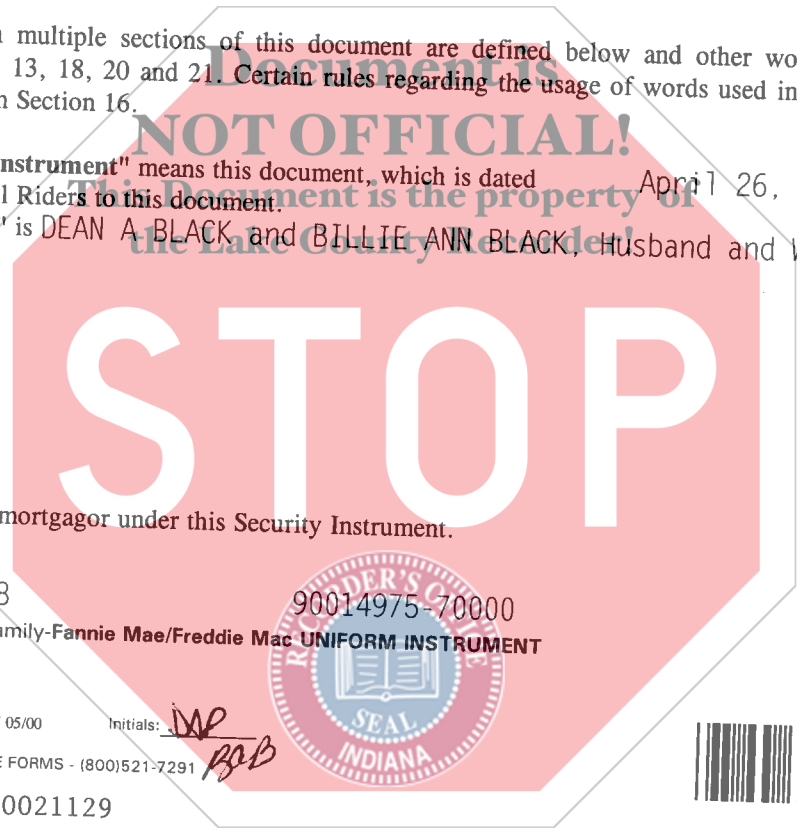 multiple sections of this document are defined below and other wo
13, 18, 20 and 21. Certain rules regarding the usage of words used in
Section 16.
Document is
NOT OFFICIAL!
This Document is the property of
the Lake County Recorder!
nstrument" means this document, which is dated April 26,
l Riders to this document.
" is DEAN A BLACK and BILLIE ANN BLACK, Husband and W
STOP
mortgagor under this Security Instrument.
90014975-70000
amily-Fannie Mae/Freddie Mac UNIFORM INSTRUMENT
RECORDER'S OFFICE
SEAL
INDIANA
05/00
Initials: DAP
BAB
E FORMS - (800)521-7291
0021129